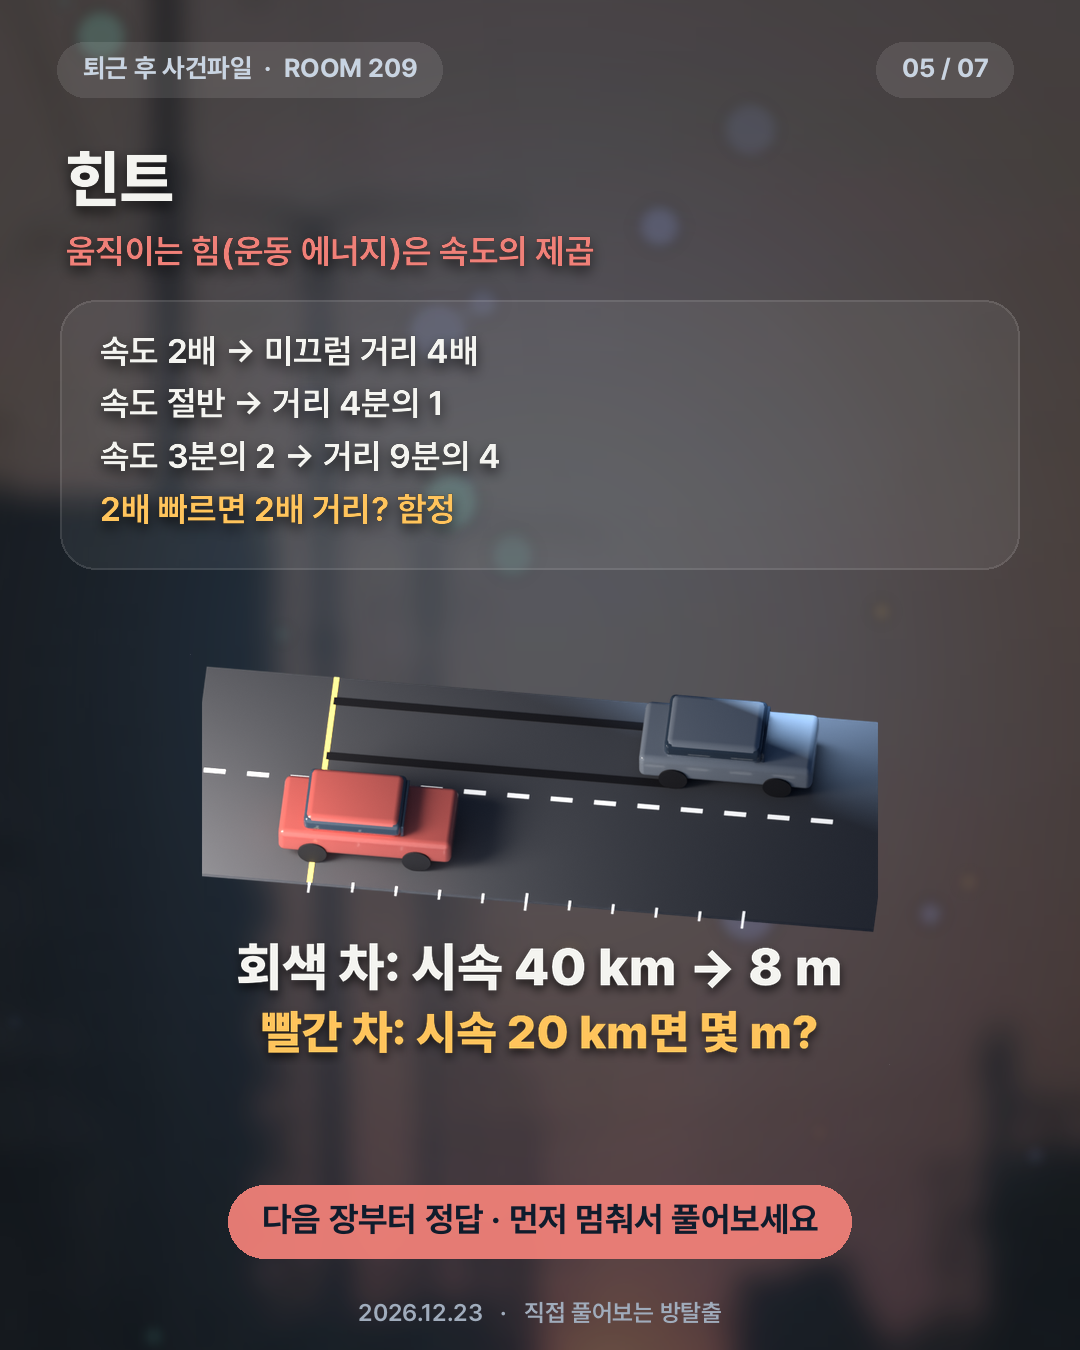 퇴근 후 사건파일 · ROOM 209
05 / 07
힌트
움직이는 힘(운동 에너지)은 속도의 제곱
속도 2배 → 미끄럼 거리 4배
속도 절반 → 거리 4분의 1
속도 3분의 2 → 거리 9분의 4
2배 빠르면 2배 거리? 함정
회색 차: 시속 40 km → 8 m
빨간 차: 시속 20 km면 몇 m?
다음 장부터 정답 · 먼저 멈춰서 풀어보세요
2026.12.23 · 직접 풀어보는 방탈출